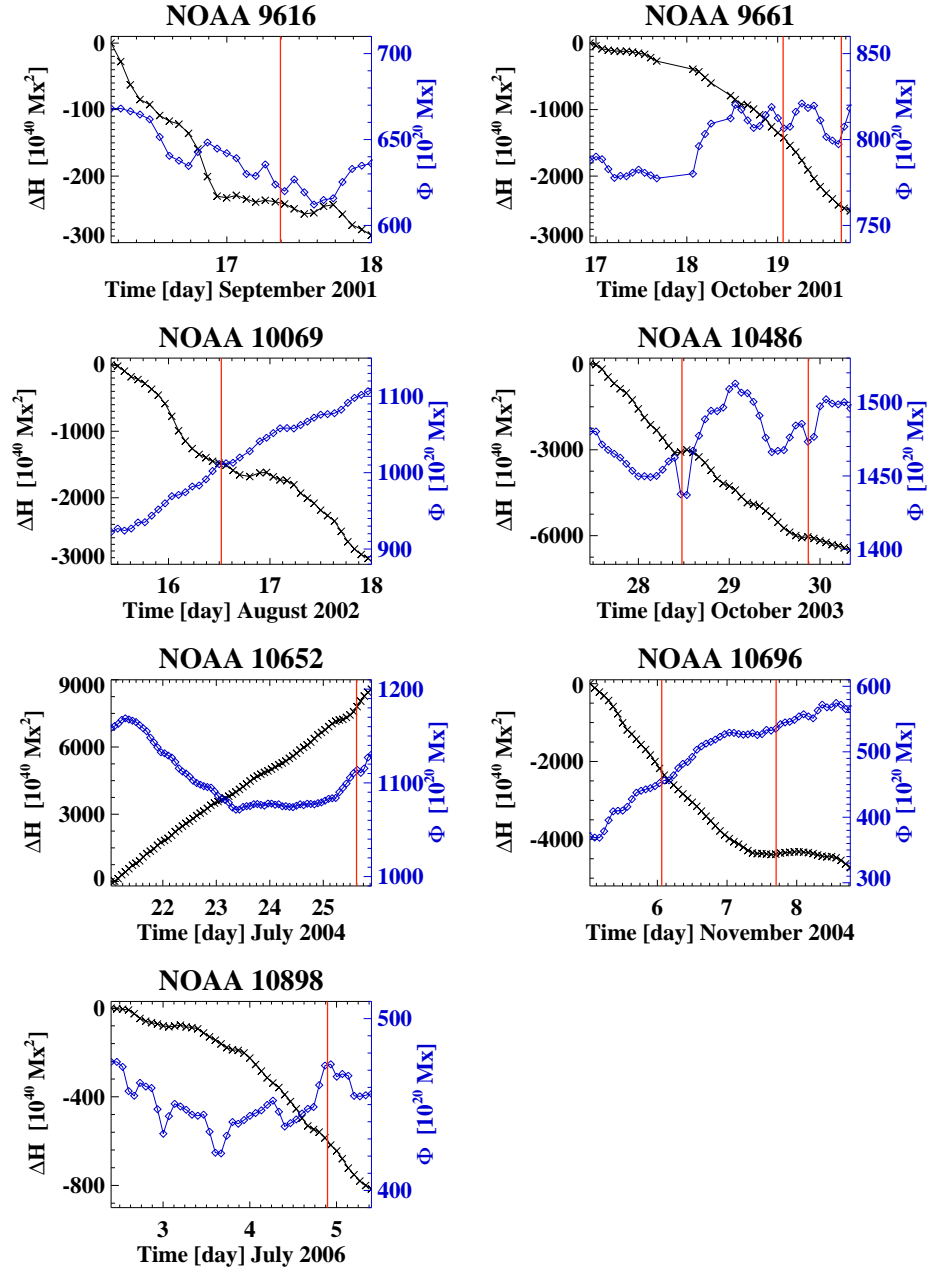 NOAA 9616
0
-100
-200
-300
ΔH [10^40 Mx^2]
700
650
600
Φ [10^20 Mx]
17 18
Time [day] September 2001
NOAA 9661
0
-1000
-2000
-3000
ΔH [10^40 Mx^2]
850
800
750
Φ [10^20 Mx]
17 18 19
Time [day] October 2001
NOAA 10069
0
-1000
-2000
-3000
ΔH [10^40 Mx^2]
1100
1000
900
Φ [10^20 Mx]
16 17 18
Time [day] August 2002
NOAA 10486
0
-3000
-6000
ΔH [10^40 Mx^2]
1500
1450
1400
Φ [10^20 Mx]
28 29 30
Time [day] October 2003
NOAA 10652
9000
6000
3000
0
ΔH [10^40 Mx^2]
1200
1100
1000
Φ [10^20 Mx]
22 23 24 25
Time [day] July 2004
NOAA 10696
0
-2000
-4000
ΔH [10^40 Mx^2]
600
500
400
300
Φ [10^20 Mx]
6 7 8
Time [day] November 2004
NOAA 10898
0
-400
-800
ΔH [10^40 Mx^2]
500
450
400
Φ [10^20 Mx]
3 4 5
Time [day] July 2006